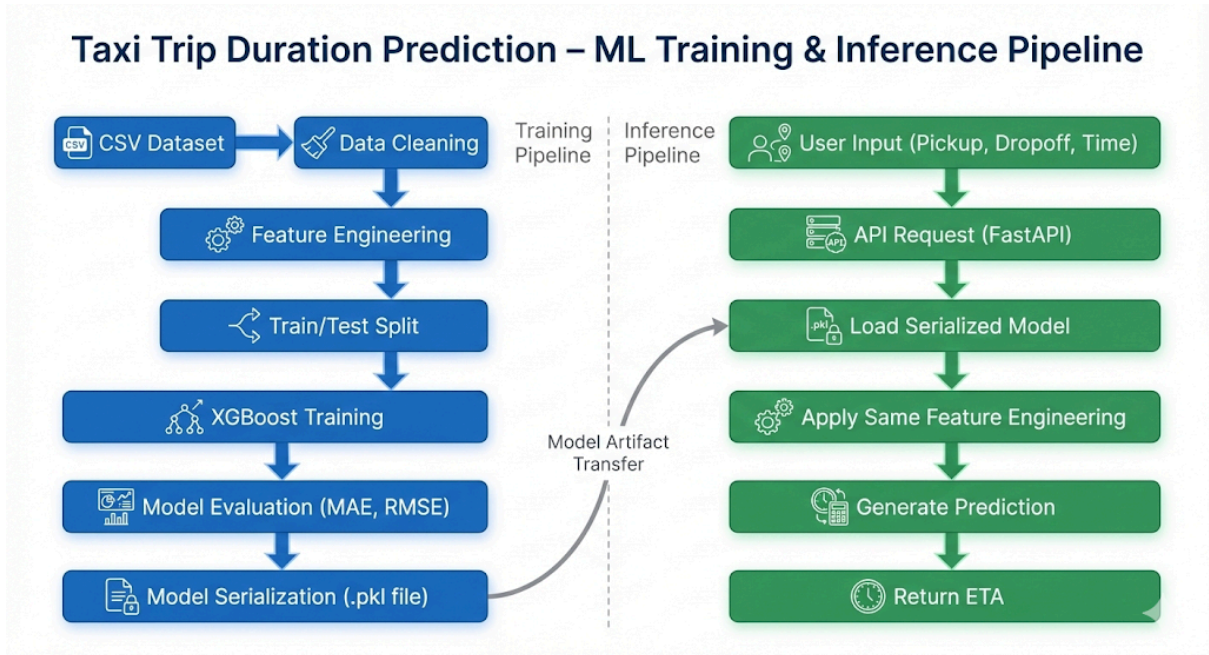 Taxi Trip Duration Prediction – ML Training & Inference Pipeline
CSV
CSV Dataset
Data Cleaning
Feature Engineering
Train/Test Split
XGBoost Training
Model Evaluation (MAE, RMSE)
Model Serialization (.pkl file)
Training
Pipeline
Inference
Pipeline
Model Artifact
Transfer
User Input (Pickup, Dropoff, Time)
API
API Request (FastAPI)
.pkl
Load Serialized Model
Apply Same Feature Engineering
Generate Prediction
Return ETA